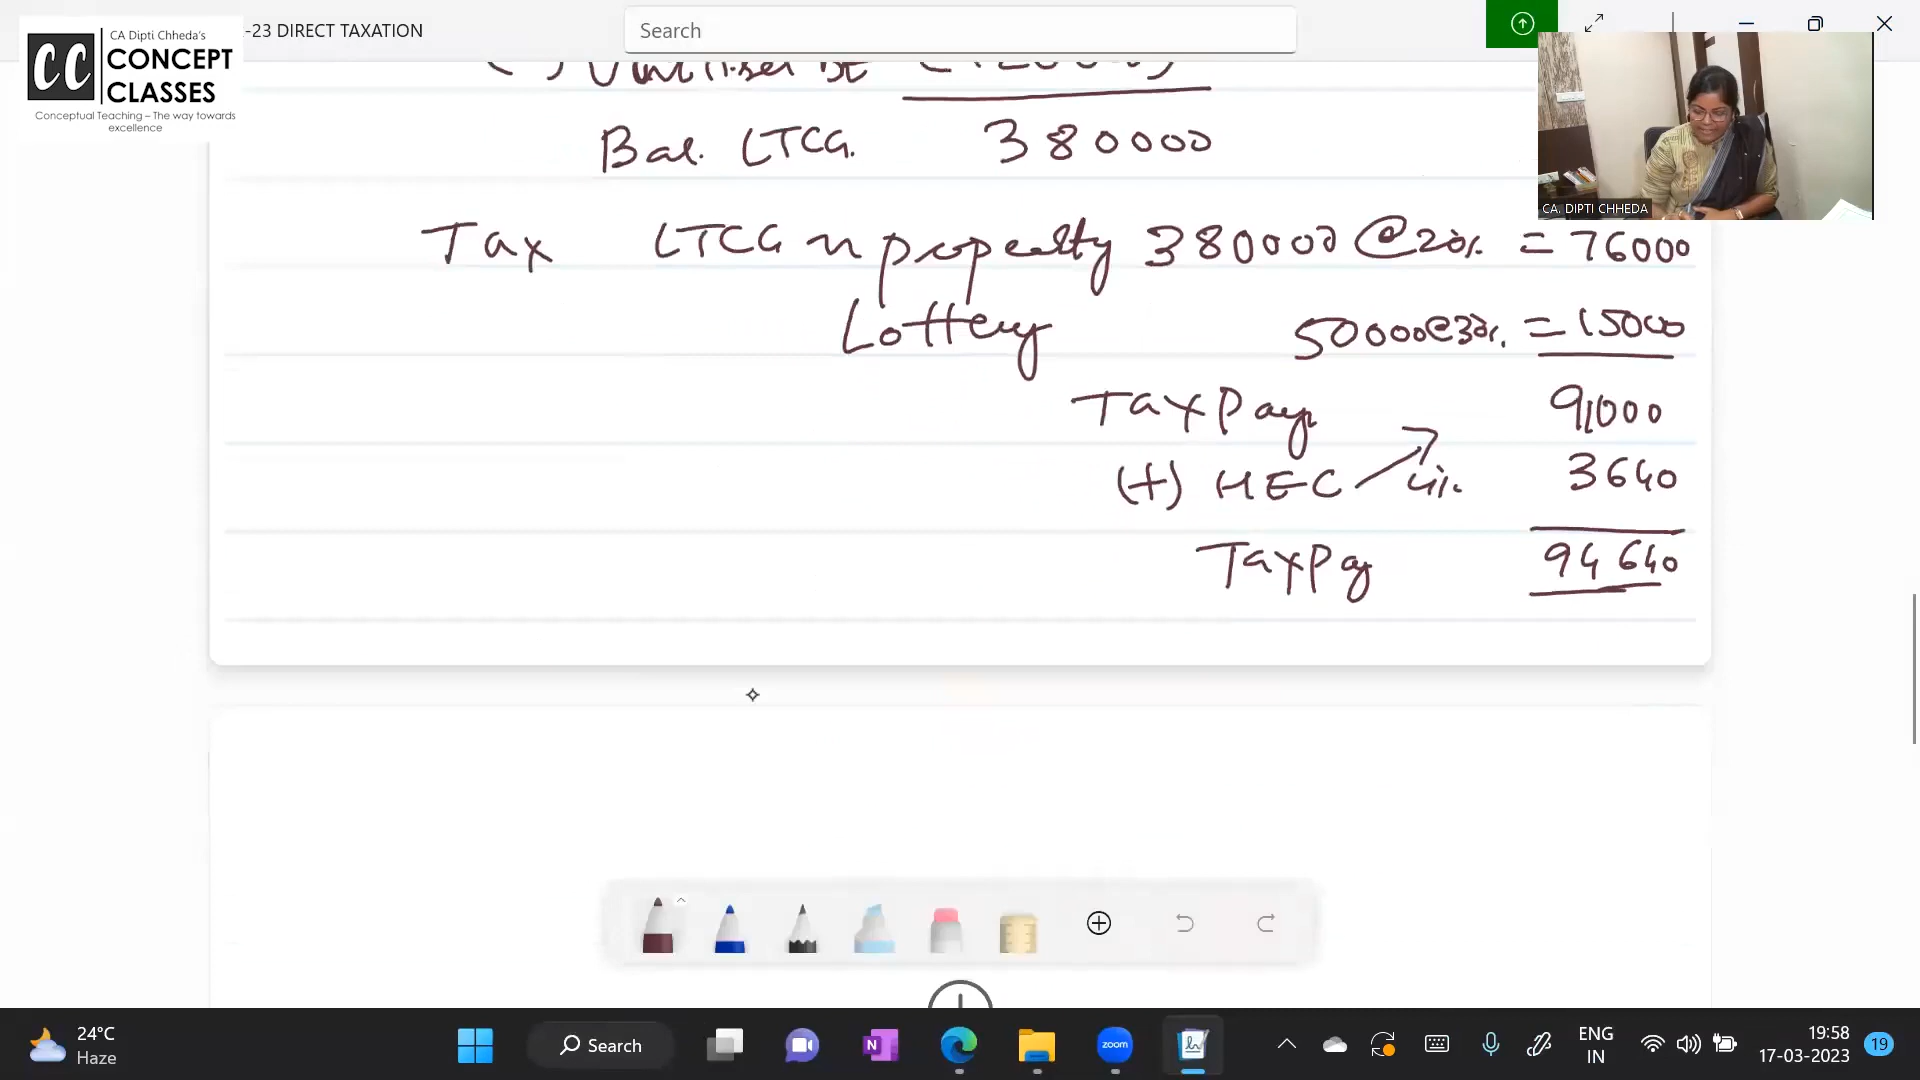 CA Dipti Chheda's
CC CONCEPT CLASSES
Conceptual Teaching – The way towards excellence
-23 DIRECT TAXATION
Search
CA. DIPTI CHHEDA
Bal. LTCG. 380000
Tax LTCG n propealty 380000 @ 20% = 76000
Lottery 50000@30% = 15000
Tax Pay 91000
(+) HEC 4% 3640
Tax Pay 94640
24°C
Haze
Search
zoom
ENG
IN
19:58
17-03-2023
19